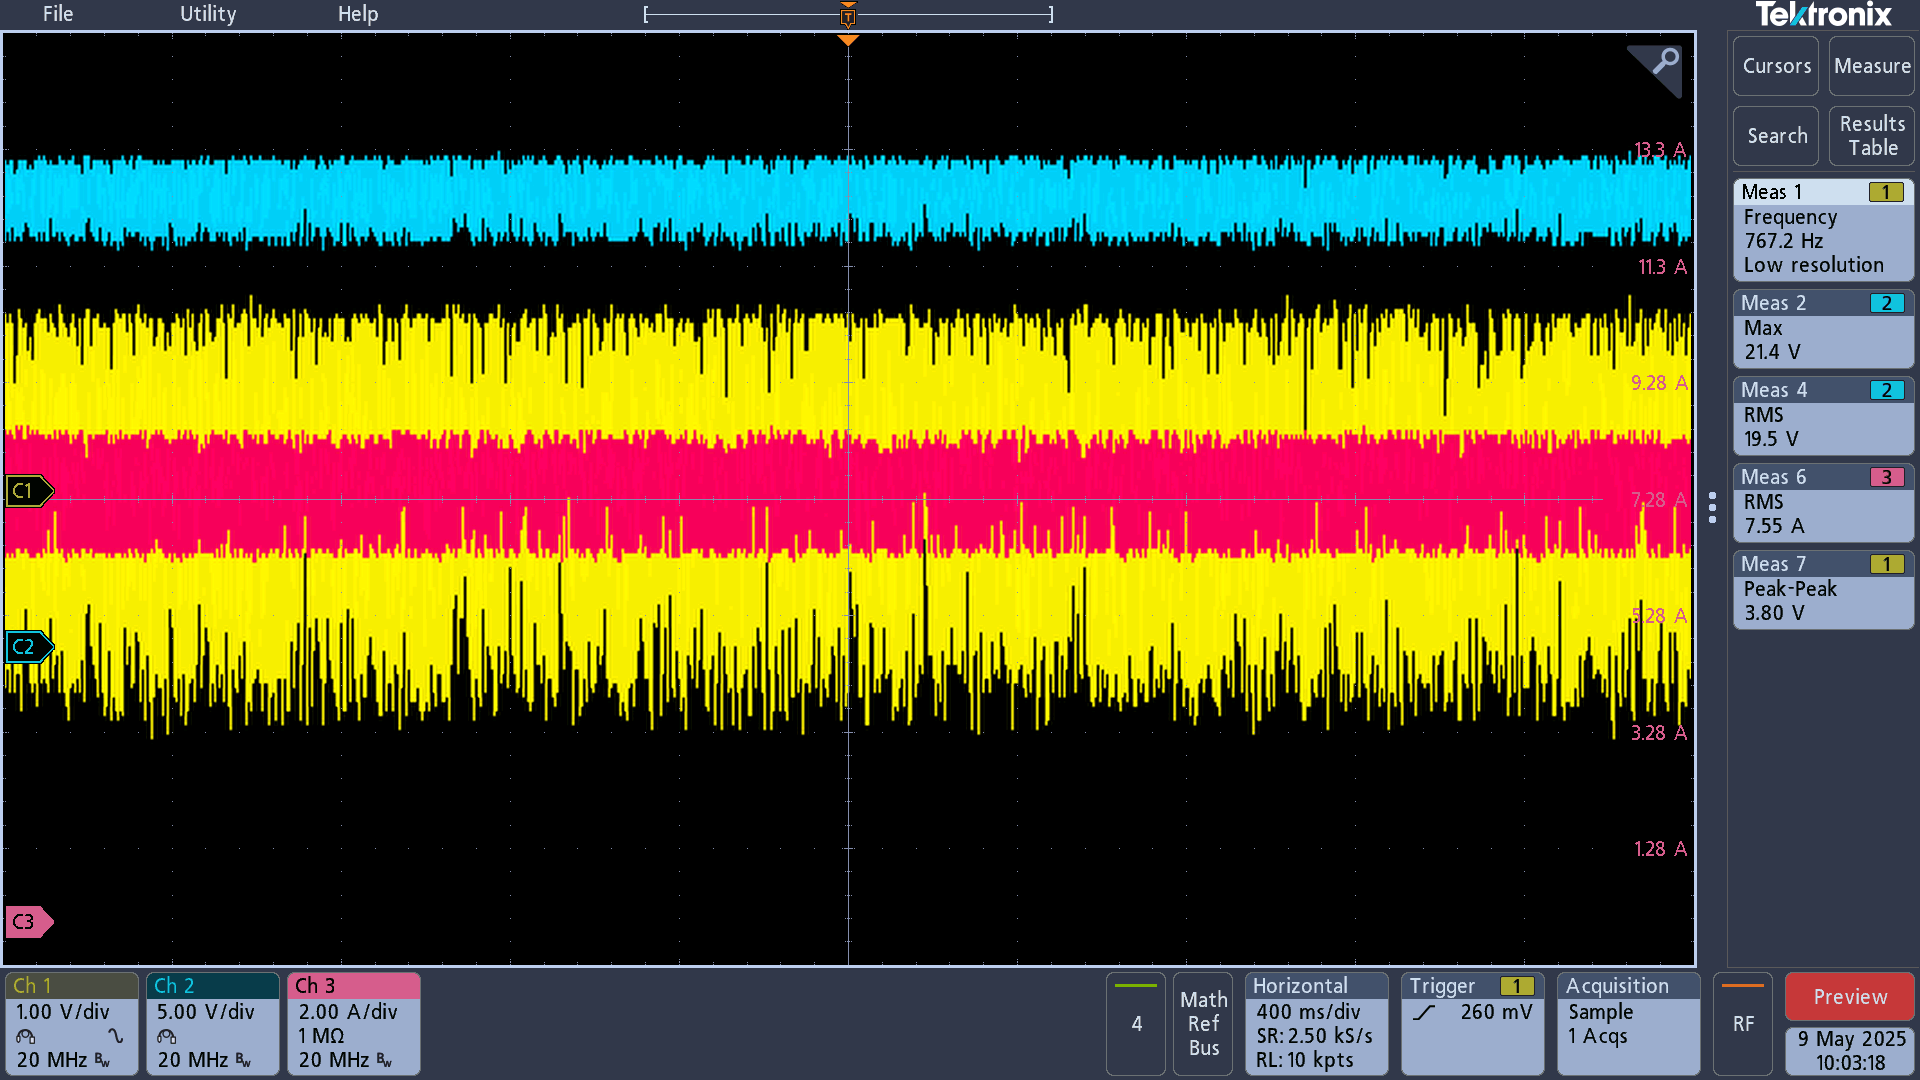 File Utility Help
Tektronix
T
Cursors Measure
Search Results
Table
13.3 A
11.3 A
9.28 A
7.28 A
5.28 A
3.28 A
1.28 A
C1
C2
C3
Meas 1 1
Frequency
767.2 Hz
Low resolution
Meas 2 2
Max
21.4 V
Meas 4 2
RMS
19.5 V
Meas 6 3
RMS
7.55 A
Meas 7 1
Peak-Peak
3.80 V
Ch 1
1.00 V/div
20 MHz Bw
Ch 2
5.00 V/div
20 MHz Bw
Ch 3
2.00 A/div
1 MΩ
20 MHz Bw
4
Math
Ref
Bus
Horizontal
400 ms/div
SR: 2.50 kS/s
RL: 10 kpts
Trigger 1
260 mV
Acquisition
Sample
1 Acqs
RF
Preview
9 May 2025
10:03:18